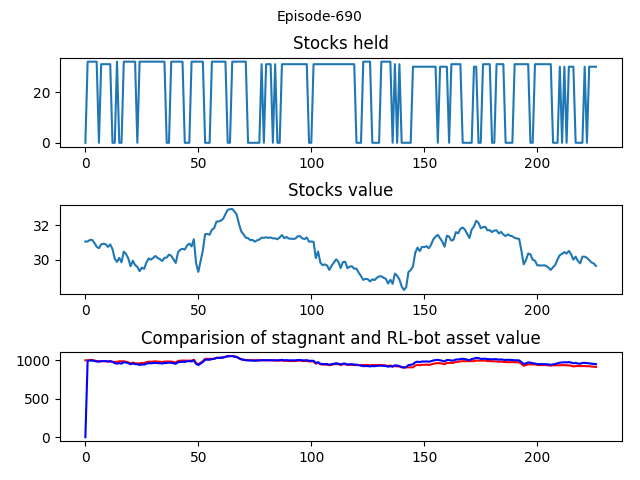 Episode-690
Stocks held
20
0
0 50 100 150 200
Stocks value
32
30
0 50 100 150 200
Comparision of stagnant and RL-bot asset value
1000
500
0
0 50 100 150 200